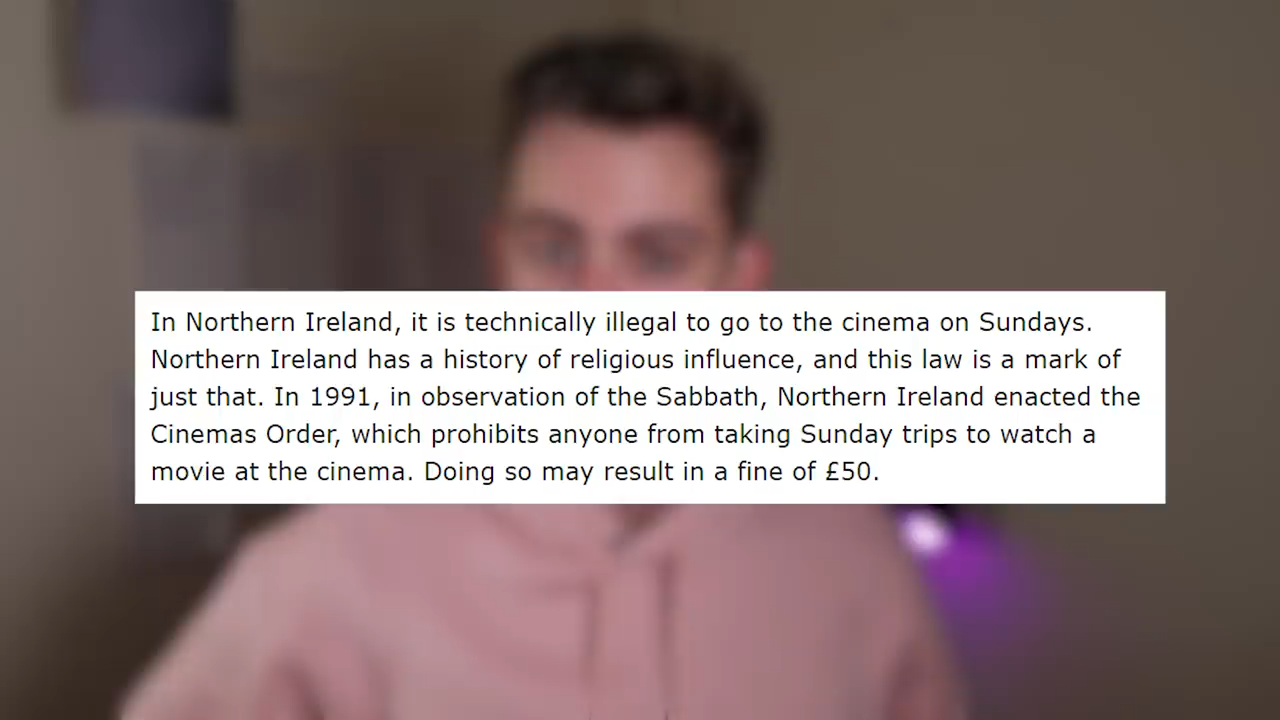 In Northern Ireland, it is technically illegal to go to the cinema on Sundays.
Northern Ireland has a history of religious influence, and this law is a mark of
just that. In 1991, in observation of the Sabbath, Northern Ireland enacted the
Cinemas Order, which prohibits anyone from taking Sunday trips to watch a
movie at the cinema. Doing so may result in a fine of £50.